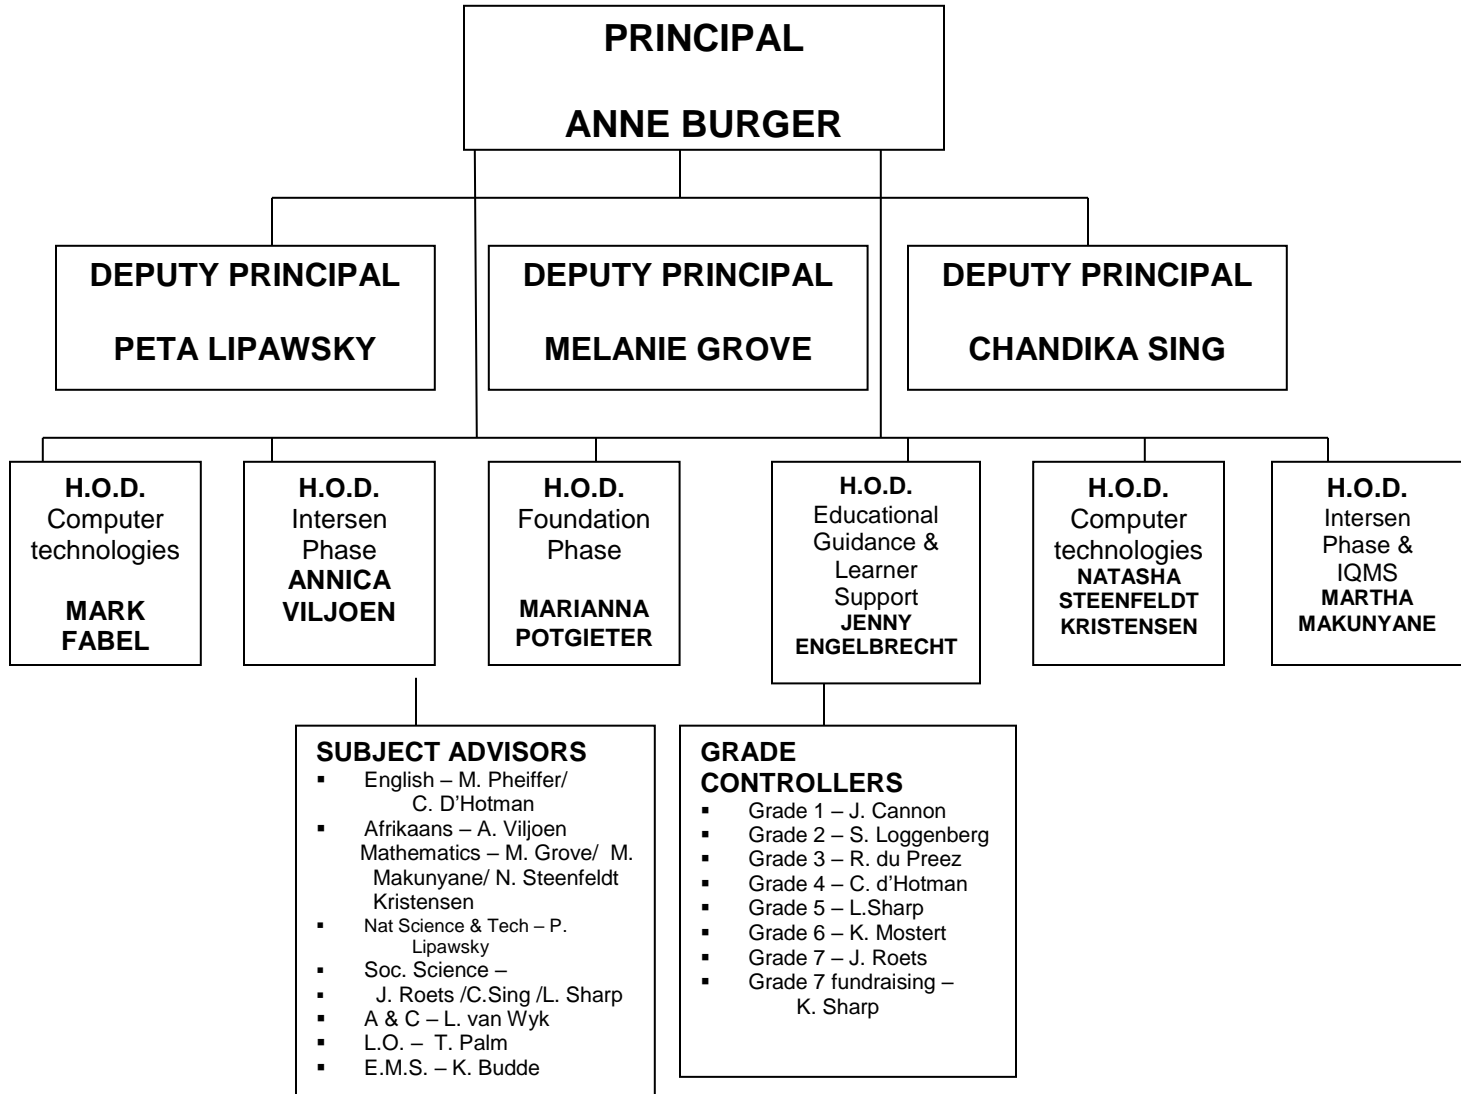 PRINCIPAL
ANNE BURGER
DEPUTY PRINCIPAL
PETA LIPAWSKY
DEPUTY PRINCIPAL
MELANIE GROVE
DEPUTY PRINCIPAL
CHANDIKA SING
H.O.D.
Computer
technologies
MARK
FABEL
H.O.D.
Intersen
Phase
ANNICA
VILJOEN
H.O.D.
Foundation
Phase
MARIANNA
POTGIETER
H.O.D.
Educational
Guidance &
Learner
Support
JENNY
ENGELBRECHT
H.O.D.
Computer
technologies
NATASHA
STEENFELDT
KRISTENSEN
H.O.D.
Intersen
Phase &
IQMS
MARTHA
MAKUNYANE
SUBJECT ADVISORS
▪ English – M. Pheiffer/
C. D’Hotman
▪ Afrikaans – A. Viljoen
Mathematics – M. Grove/ M.
Makunyane/ N. Steenfeldt
Kristensen
▪ Nat Science & Tech – P.
Lipawsky
▪ Soc. Science –
▪ J. Roets /C.Sing /L. Sharp
▪ A & C – L. van Wyk
▪ L.O. – T. Palm
▪ E.M.S. – K. Budde
GRADE
CONTROLLERS
▪ Grade 1 – J. Cannon
▪ Grade 2 – S. Loggenberg
▪ Grade 3 – R. du Preez
▪ Grade 4 – C. d’Hotman
▪ Grade 5 – L.Sharp
▪ Grade 6 – K. Mostert
▪ Grade 7 – J. Roets
▪ Grade 7 fundraising –
K. Sharp